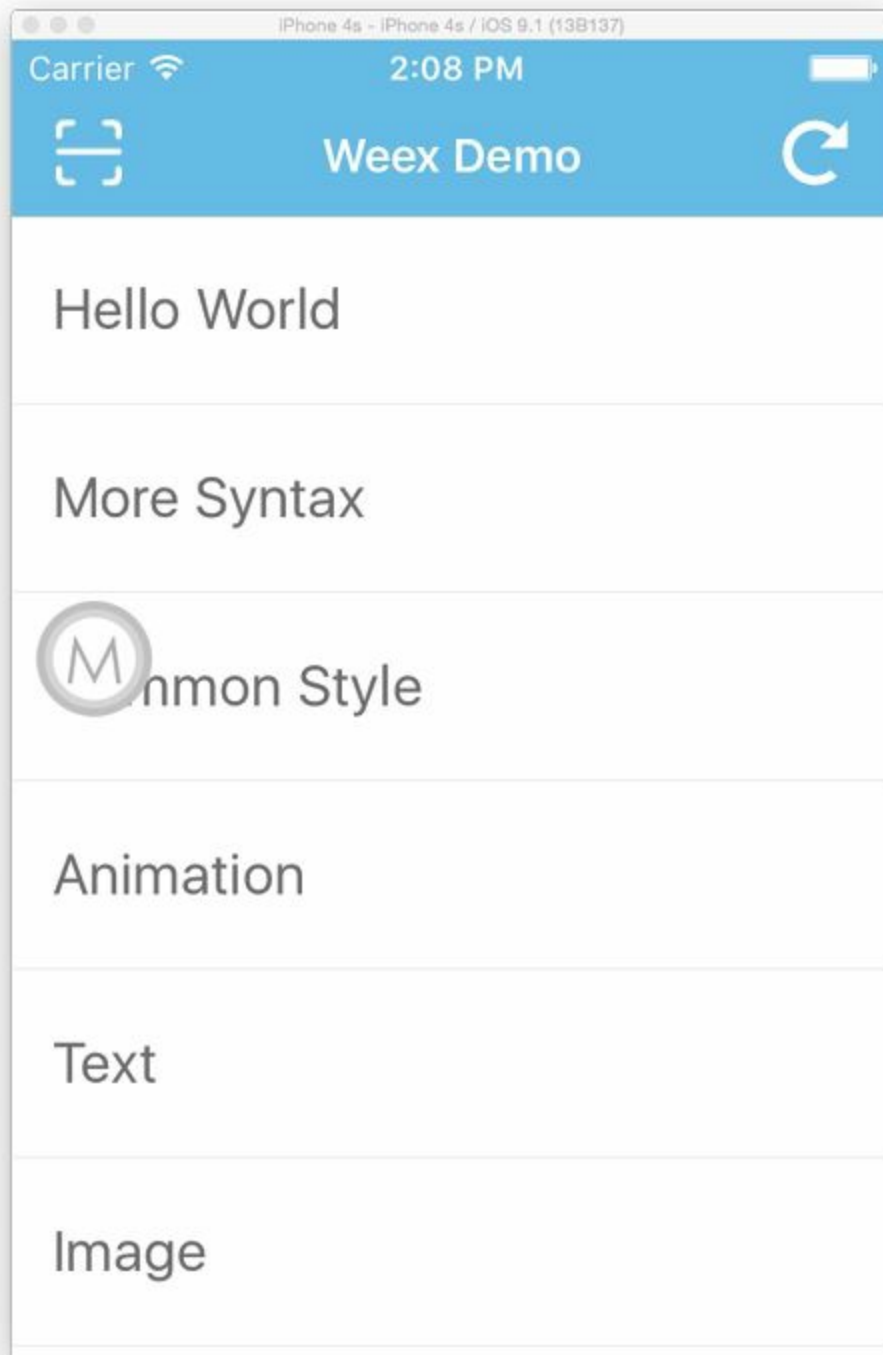 iPhone 4s - iPhone 4s / iOS 9.1 (13B137)
Carrier
2:08 PM
Weex Demo
Hello World
More Syntax
M
mmon Style
Animation
Text
Image